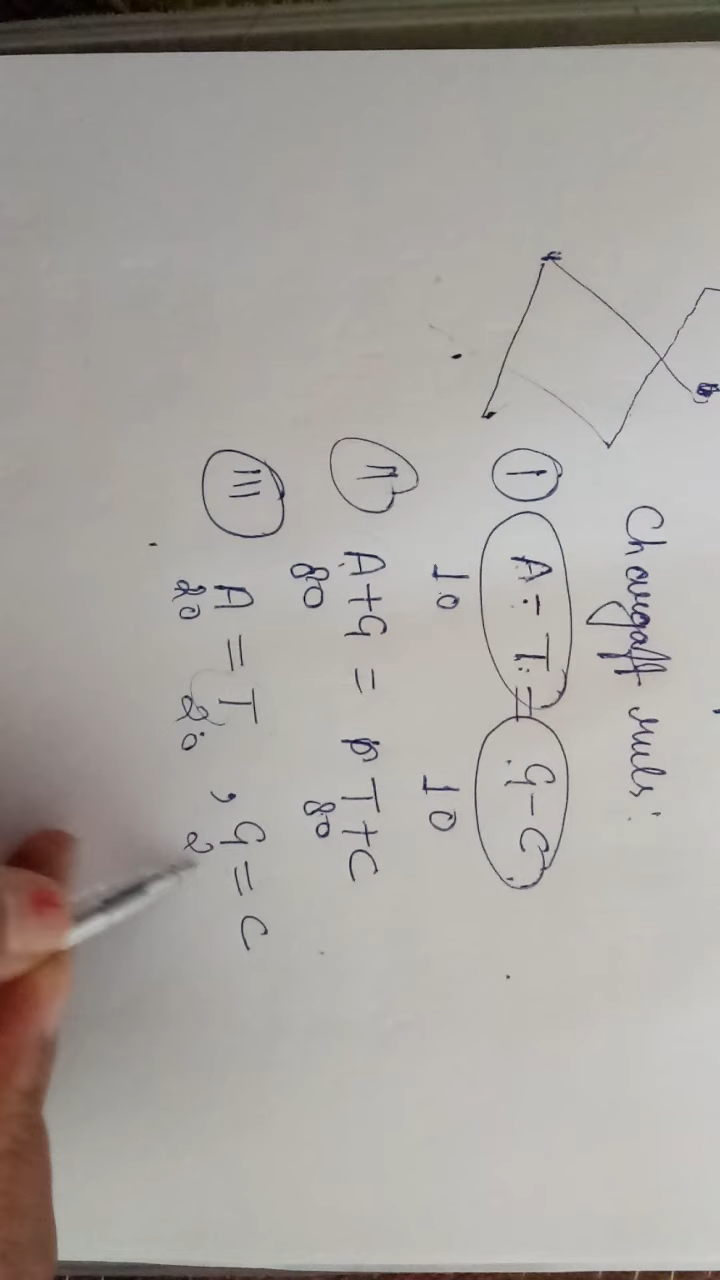 Chargaff rules:
I A - T = G - C
10 10
II A+G = T+C
80 80
III A = T , G = C
20 20 2